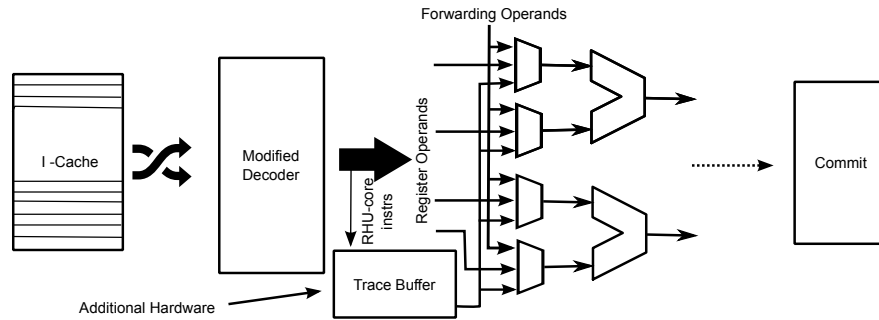 Forwarding Operands
I -Cache
Modified
Decoder
RHU-core
instrs
Register Operands
Commit
Trace Buffer
Additional Hardware